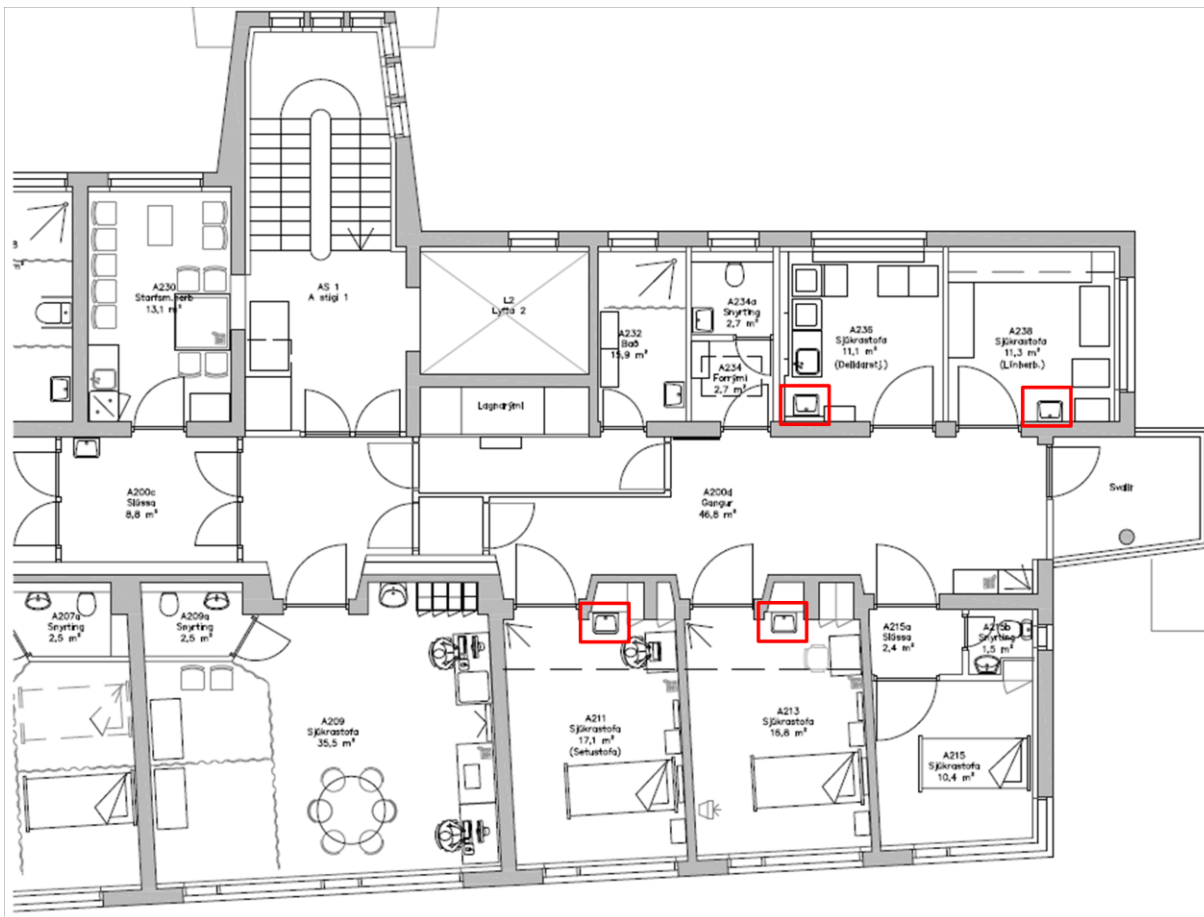 A230
Starfsm.herb
13,1 m²
AS 1
A stigi 1
L2
Lyfta 2
A232
Bað
15,9 m²
A234a
Snyrting
2,7 m²
A234
Forrými
2,7 m²
A236
Sjúkrastofa
11,1 m²
(Deildarstj.)
A238
Sjúkrastofa
11,3 m²
(Línherb.)
Lagnarými
A200c
Slússa
8,8 m²
A200d
Gangur
46,8 m²
Svalir
A207a
Snyrting
2,5 m²
A209a
Snyrting
2,5 m²
A209
Sjúkrastofa
35,5 m²
A211
Sjúkrastofa
17,1 m²
(Setustofa)
A213
Sjúkrastofa
16,8 m²
A215a
Slússa
2,4 m²
A215b
Snyrting
1,5 m²
A215
Sjúkrastofa
10,4 m²